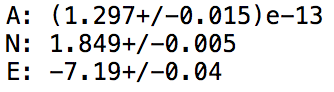 A: (1.297+/-0.015)e-13
N: 1.849+/-0.005
E: -7.19+/-0.04